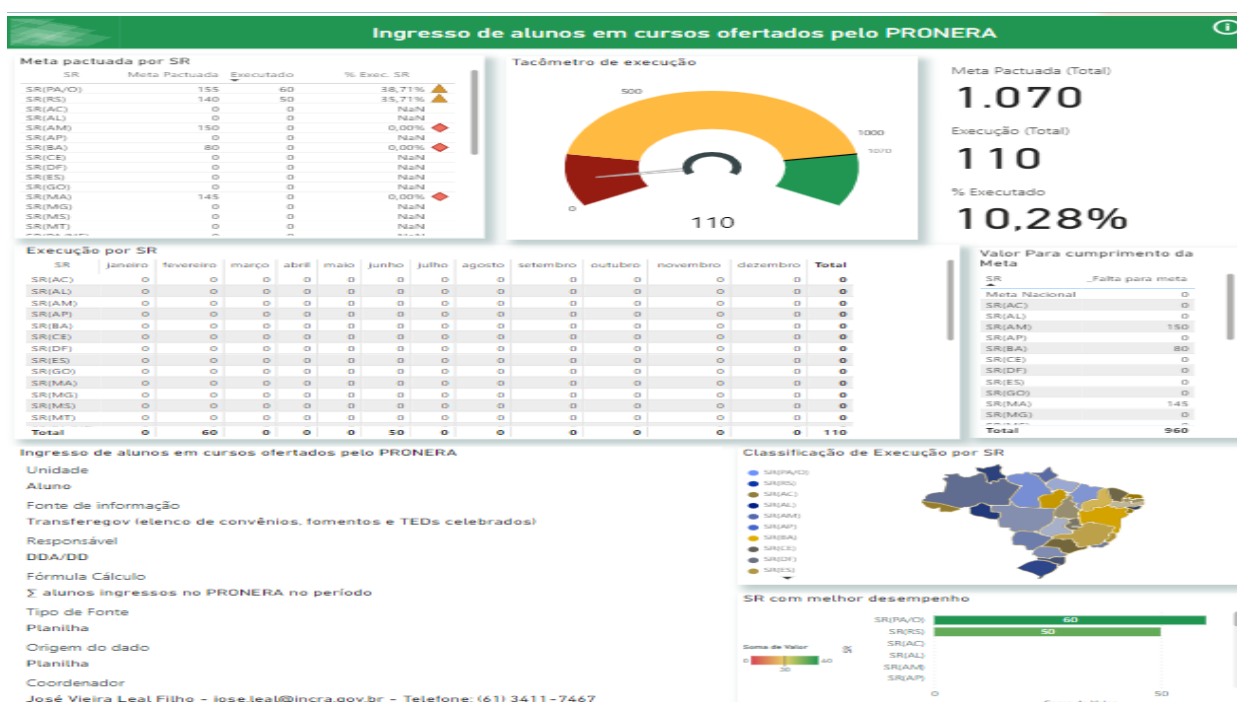 Ingresso de alunos em cursos ofertados pelo PRONERA
Meta pactuada por SR
SR Meta Pactuada Executado % Exec. SR
SR(PA/O) 155 60 38,71%
SR(RS) 140 50 35,71%
SR(AC) 0 0 NaN
SR(AL) 0 0 NaN
SR(AM) 150 0 0,00%
SR(AP) 0 0 NaN
SR(BA) 80 0 0,00%
SR(CE) 0 0 NaN
SR(DF) 0 0 NaN
SR(ES) 0 0 NaN
SR(GO) 0 0 NaN
SR(MA) 145 0 0,00%
SR(MG) 0 0 NaN
SR(MS) 0 0 NaN
SR(MT) 0 0 NaN
Tacômetro de execução
0
500
1000
1070
110
Meta Pactuada (Total)
1.070
Execução (Total)
110
% Executado
10,28%
Execução por SR
SR janeiro fevereiro março abril maio junho julho agosto setembro outubro novembro dezembro Total
SR(AC) 0 0 0 0 0 0 0 0 0 0 0 0 0
SR(AL) 0 0 0 0 0 0 0 0 0 0 0 0 0
SR(AM) 0 0 0 0 0 0 0 0 0 0 0 0 0
SR(AP) 0 0 0 0 0 0 0 0 0 0 0 0 0
SR(BA) 0 0 0 0 0 0 0 0 0 0 0 0 0
SR(CE) 0 0 0 0 0 0 0 0 0 0 0 0 0
SR(DF) 0 0 0 0 0 0 0 0 0 0 0 0 0
SR(ES) 0 0 0 0 0 0 0 0 0 0 0 0 0
SR(GO) 0 0 0 0 0 0 0 0 0 0 0 0 0
SR(MA) 0 0 0 0 0 0 0 0 0 0 0 0 0
SR(MG) 0 0 0 0 0 0 0 0 0 0 0 0 0
SR(MS) 0 0 0 0 0 0 0 0 0 0 0 0 0
SR(MT) 0 0 0 0 0 0 0 0 0 0 0 0 0
Total 0 60 0 0 0 50 0 0 0 0 0 0 110
Valor Para cumprimento da
Meta
SR _Falta para meta
Meta Nacional 0
SR(AC) 0
SR(AL) 0
SR(AM) 150
SR(AP) 0
SR(BA) 80
SR(CE) 0
SR(DF) 0
SR(ES) 0
SR(GO) 0
SR(MA) 145
SR(MG) 0
Total 960
Ingresso de alunos em cursos ofertados pelo PRONERA
Unidade
Aluno
Fonte de informação
Transferegov (elenco de convênios, fomentos e TEDs celebrados)
Responsável
DDA/DD
Fórmula Cálculo
∑ alunos ingressos no PRONERA no período
Tipo de Fonte
Planilha
Origem do dado
Planilha
Coordenador
José Vieira Leal Filho - jose.leal@incra.gov.br - Telefone: (61) 3411-7467
Classificação de Execução por SR
SR(PA/O)
SR(RS)
SR(AC)
SR(AL)
SR(AM)
SR(AP)
SR(BA)
SR(CE)
SR(DF)
SR(ES)
SR com melhor desempenho
Soma de Valor
0 30 60
SR
SR(PA/O) 60
SR(RS) 50
SR(AC)
SR(AL)
SR(AM)
SR(AP)
0 50